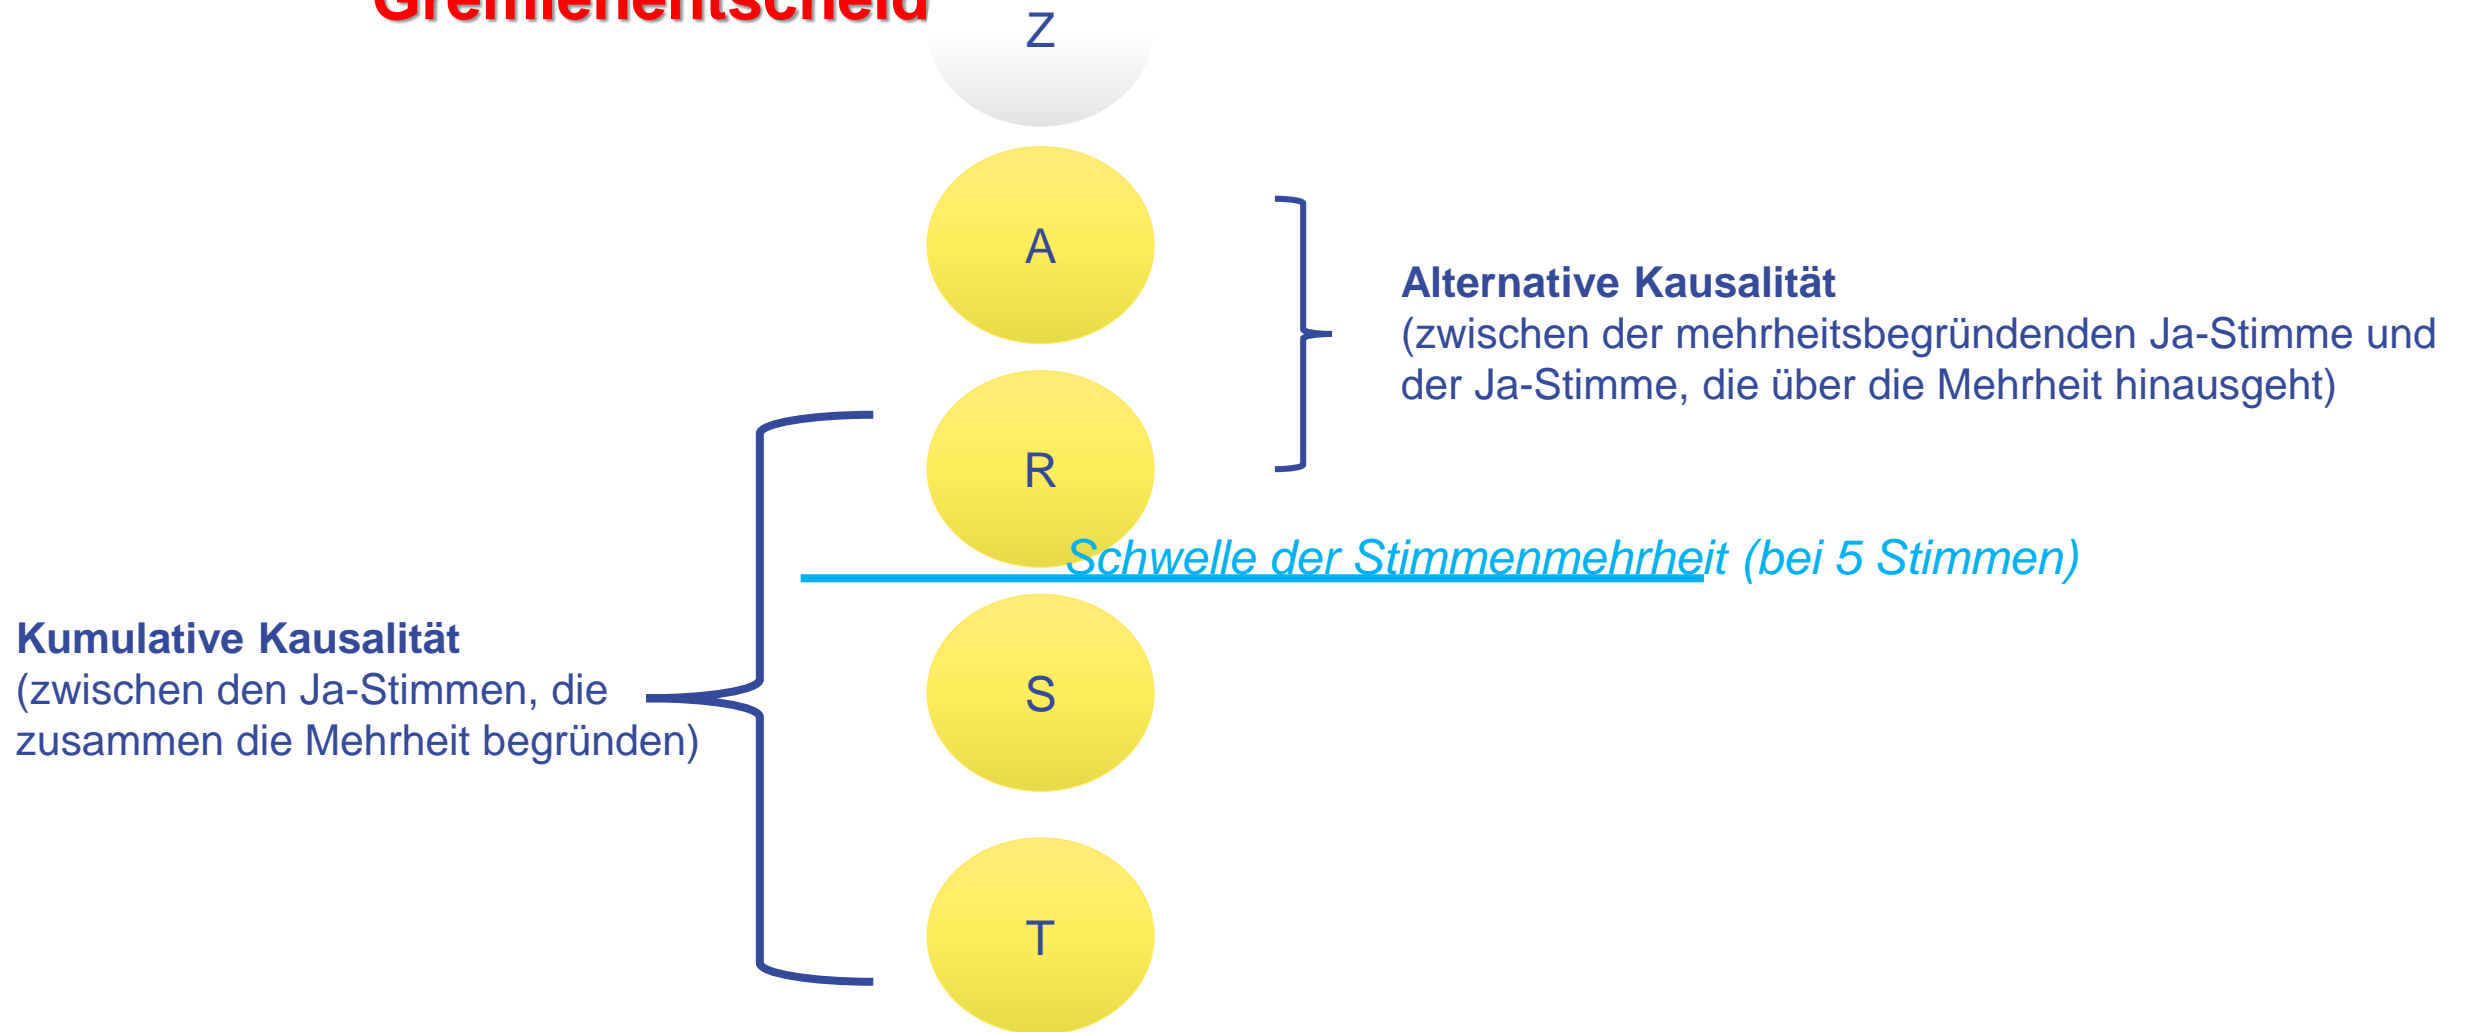 Gremienentscheid
Z
A
Alternative Kausalität
(zwischen der mehrheitsbegründenden Ja-Stimme und
der Ja-Stimme, die über die Mehrheit hinausgeht)
R
Schwelle der Stimmenmehrheit (bei 5 Stimmen)
Kumulative Kausalität
(zwischen den Ja-Stimmen, die
zusammen die Mehrheit begründen)
S
T